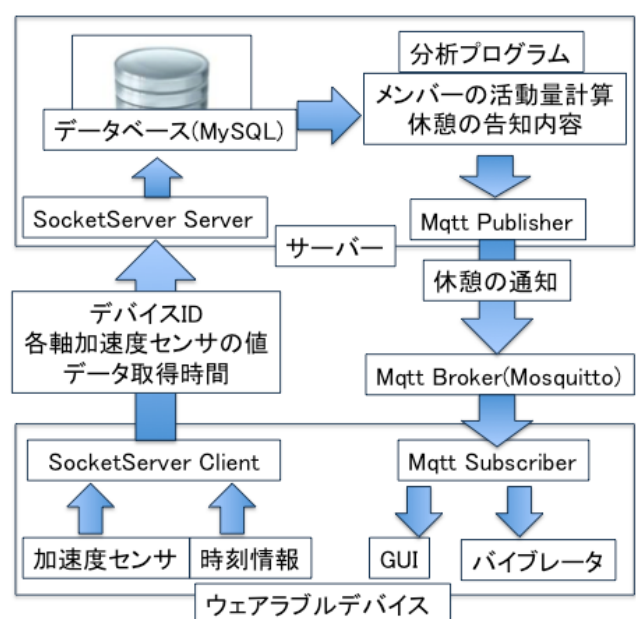 分析プログラム
メンバーの活動量計算
休憩の告知内容
データベース(MySQL)
SocketServer Server
Mqtt Publisher
サーバー
休憩の通知
デバイスID
各軸加速度センサの値
データ取得時間
Mqtt Broker(Mosquitto)
SocketServer Client
Mqtt Subscriber
加速度センサ
時刻情報
GUI
バイブレータ
ウェアラブルデバイス